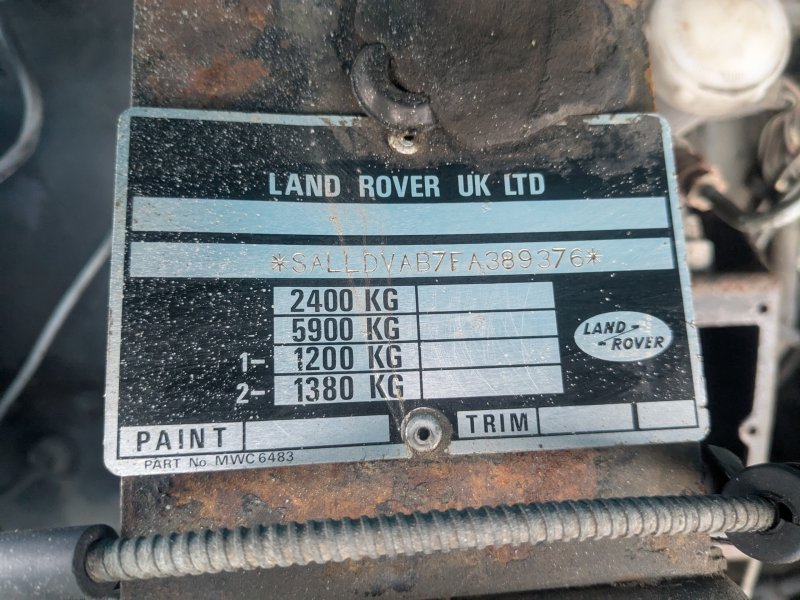 LAND ROVER UK LTD
*SALLDVAB7FA389376*
2400 KG
5900 KG
1- 1200 KG
2- 1380 KG
LAND-
-ROVER
PAINT
TRIM
PART No. MWC 6483